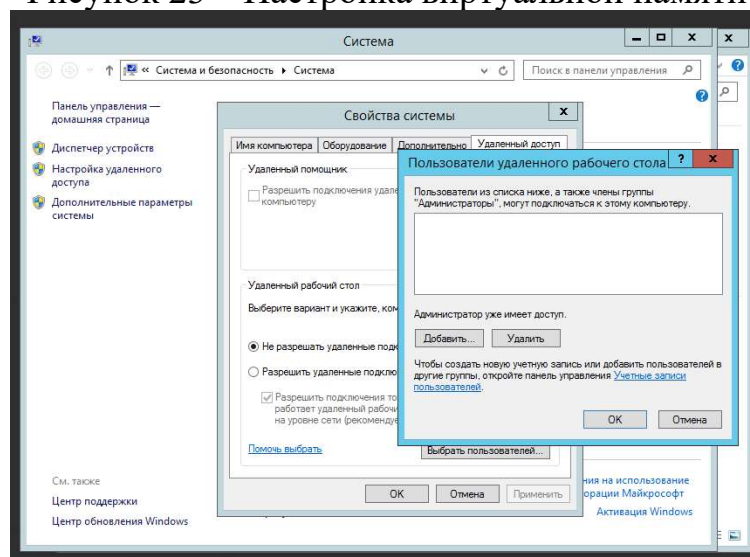 Рисунок 23 – Настройка виртуальной памяти
Система
Система и безопасность ▸ Система
Поиск в панели управления
Панель управления —
домашняя страница
Диспетчер устройств
Настройка удаленного
доступа
Дополнительные параметры
системы
См. также
Центр поддержки
Центр обновления Windows
Свойства системы
Имя компьютера
Оборудование
Дополнительно
Удаленный доступ
Удаленный помощник
Разрешить подключения удале
компьютеру
Удаленный рабочий стол
Выберите вариант и укажите, ком
Не разрешать удаленные подк
Разрешить удаленные подклю
Разрешить подключения то
работает удаленный рабочи
на уровне сети (рекомендуе
Помочь выбрать
Выбрать пользователей...
OK
Отмена
Применить
Пользователи удаленного рабочего стола
Пользователи из списка ниже, а также члены группы
"Администраторы", могут подключаться к этому компьютеру.
Администратор уже имеет доступ.
Добавить...
Удалить
Чтобы создать новую учетную запись или добавить пользователей в
другие группы, откройте панель управления Учетные записи
пользователей.
OK
Отмена
ния на использование
орации Майкрософт
Активация Windows